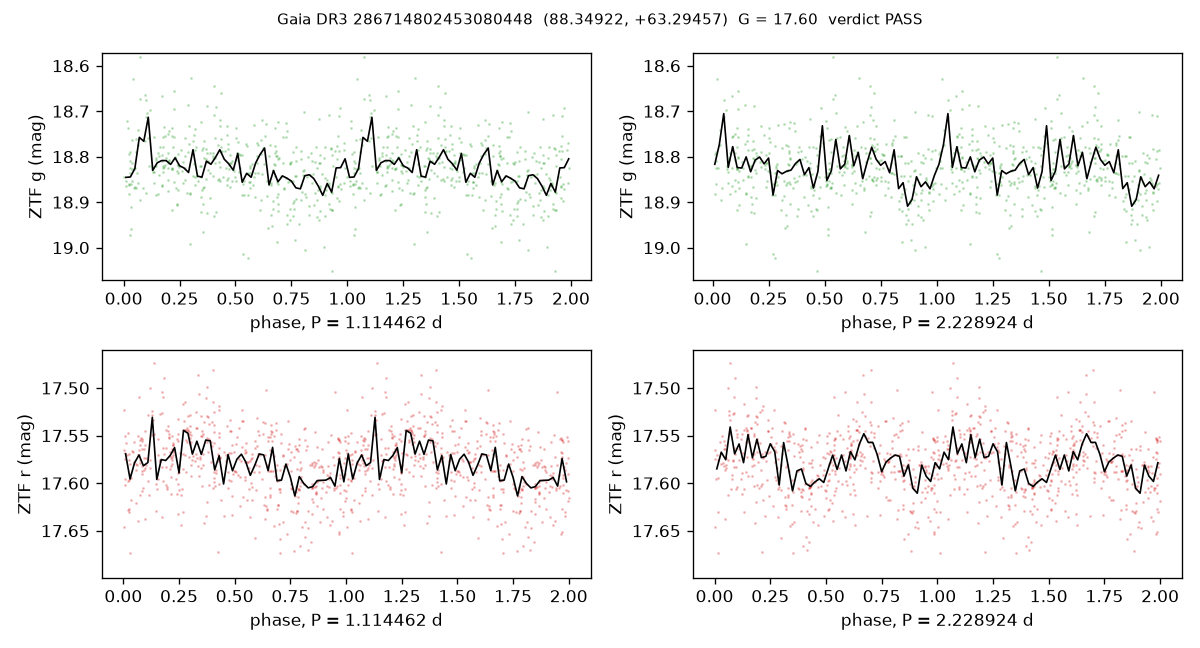 Gaia DR3 286714802453080448 (88.34922, +63.29457) G = 17.60 verdict PASS
18.6
18.7
18.8
18.9
19.0
ZTF g (mag)
0.00 0.25 0.50 0.75 1.00 1.25 1.50 1.75 2.00
phase, P = 1.114462 d
18.6
18.7
18.8
18.9
19.0
ZTF g (mag)
0.00 0.25 0.50 0.75 1.00 1.25 1.50 1.75 2.00
phase, P = 2.228924 d
17.50
17.55
17.60
17.65
ZTF r (mag)
0.00 0.25 0.50 0.75 1.00 1.25 1.50 1.75 2.00
phase, P = 1.114462 d
17.50
17.55
17.60
17.65
ZTF r (mag)
0.00 0.25 0.50 0.75 1.00 1.25 1.50 1.75 2.00
phase, P = 2.228924 d